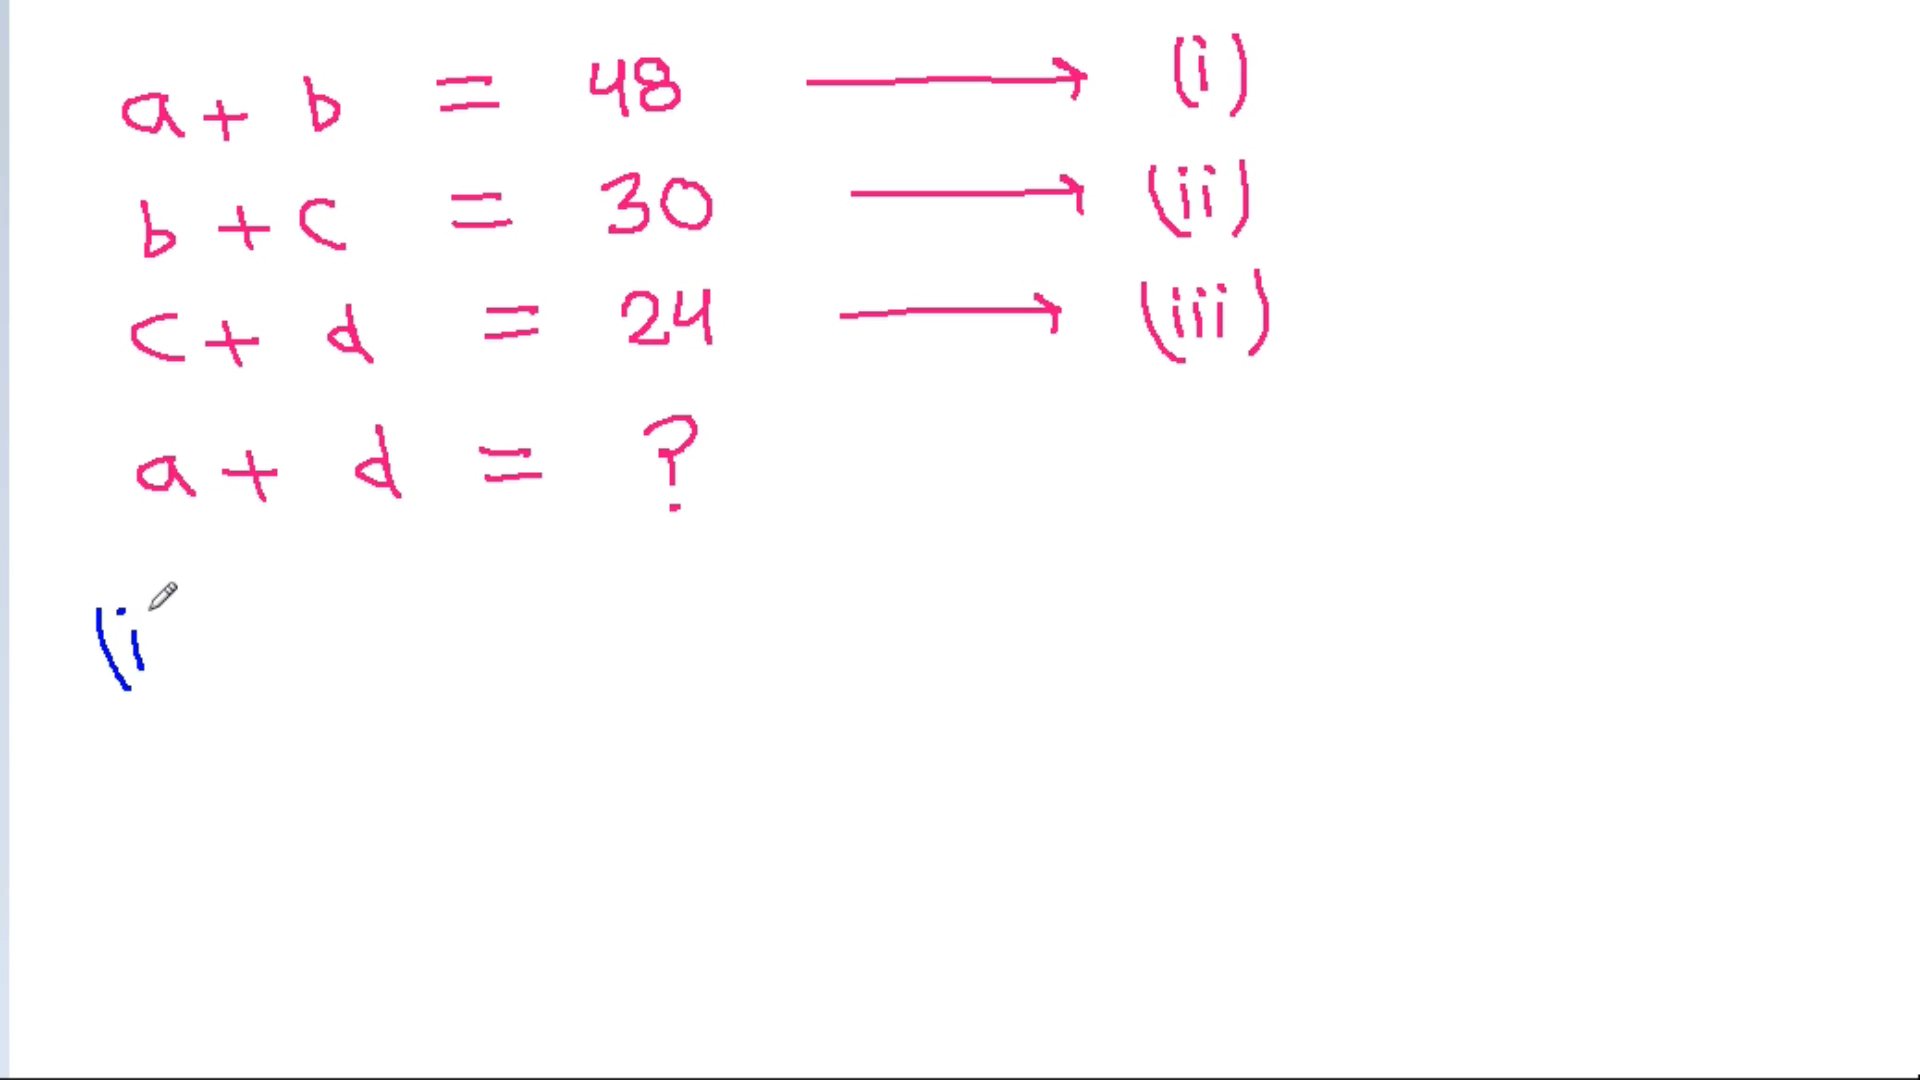 a + b = 48 → (i)
b + c = 30 → (ii)
c + d = 24 → (iii)
a + d = ?
(i